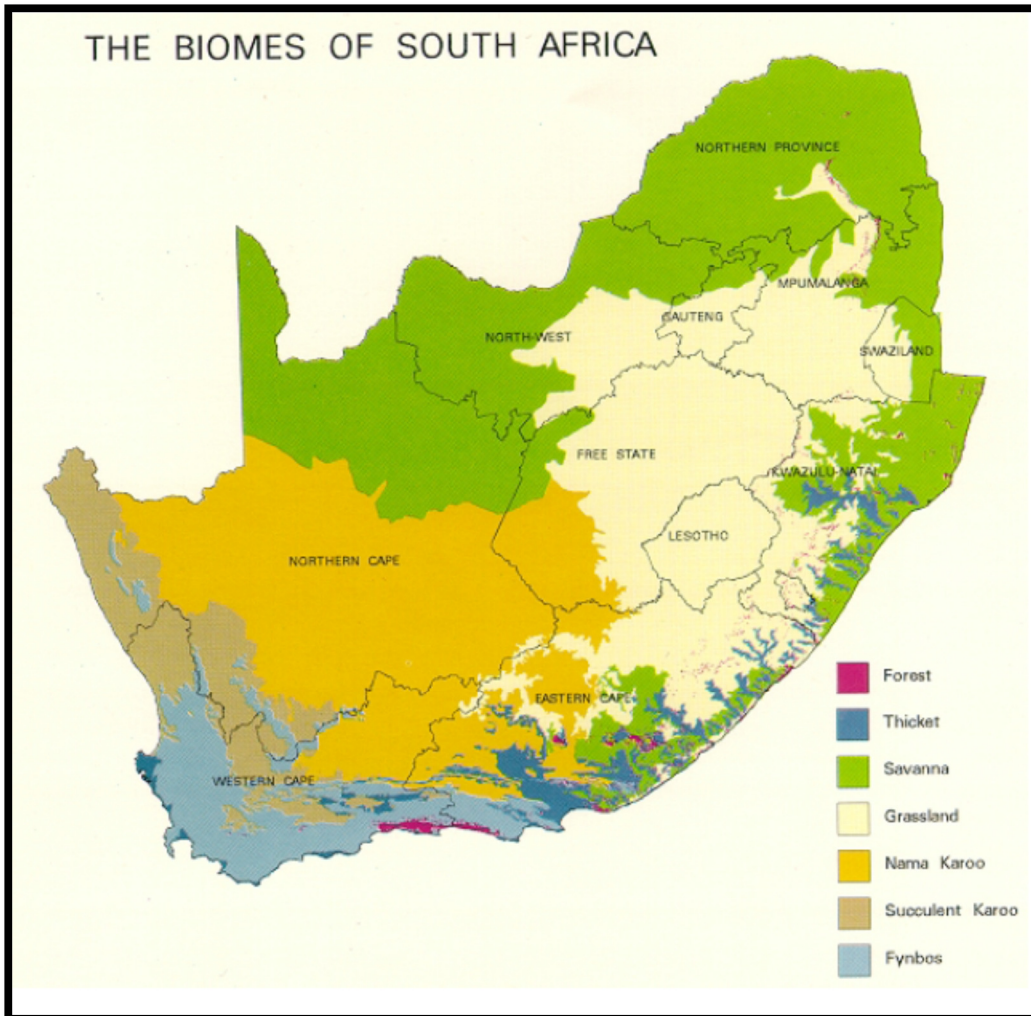 THE BIOMES OF SOUTH AFRICA
NORTHERN PROVINCE
MPUMALANGA
GAUTENG
NORTH-WEST
SWAZILAND
FREE STATE
KWAZULU-NATAL
LESOTHO
NORTHERN CAPE
EASTERN CAPE
WESTERN CAPE
Forest
Thicket
Savanna
Grassland
Nama Karoo
Succulent Karoo
Fynbos